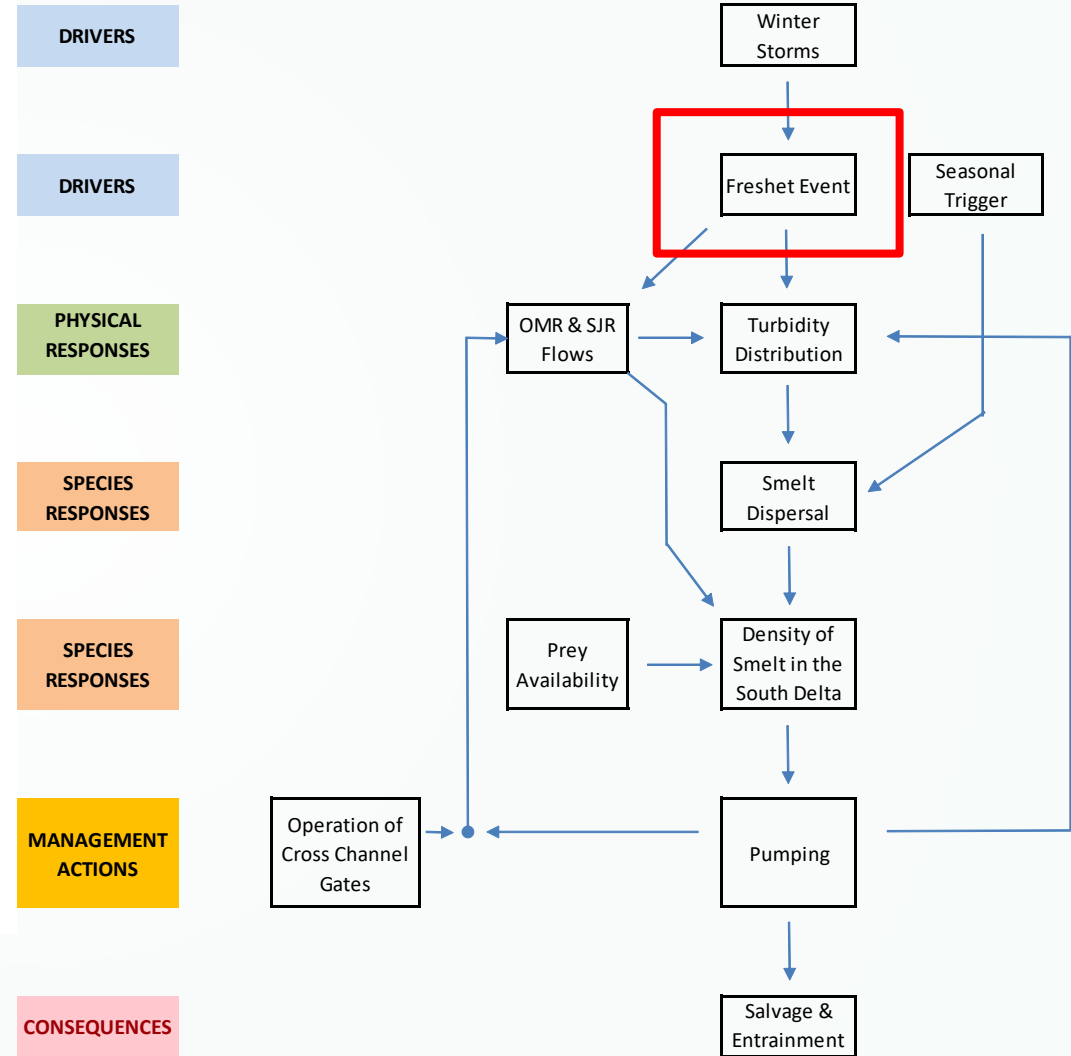 DRIVERS
Winter
Storms
DRIVERS
Freshet Event
Seasonal
Trigger
PHYSICAL
RESPONSES
OMR & SJR
Flows
Turbidity
Distribution
SPECIES
RESPONSES
Smelt
Dispersal
SPECIES
RESPONSES
Prey
Availability
Density of
Smelt in the
South Delta
MANAGEMENT
ACTIONS
Operation of
Cross Channel
Gates
Pumping
CONSEQUENCES
Salvage &
Entrainment